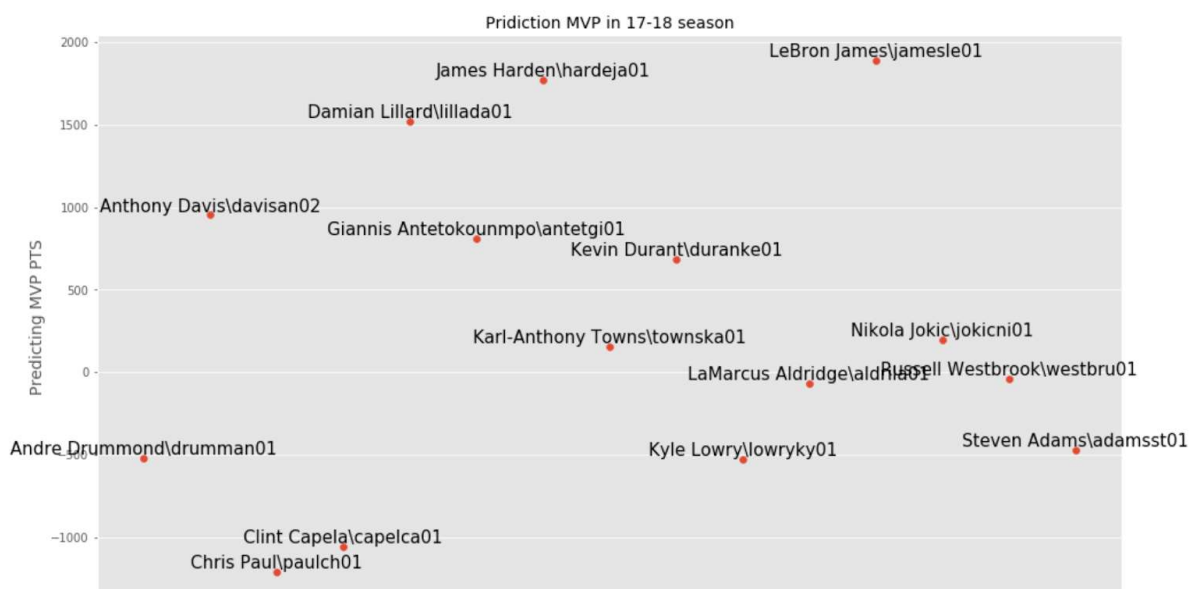 Pridiction MVP in 17-18 season
2000
LeBron James\jamesle01
James Harden\hardeja01
1500
Damian Lillard\lillada01
1000
Anthony Davis\davisan02
Giannis Antetokounmpo\antetgi01
Kevin Durant\duranke01
Predicting MVP PTS
500
Nikola Jokic\jokicni01
Karl-Anthony Towns\townska01
0
Russell Westbrook\westbru01
LaMarcus Aldridge\aldrila01
Andre Drummond\drumman01
−500
Kyle Lowry\lowryky01
Steven Adams\adamsst01
−1000
Clint Capela\capelca01
Chris Paul\paulch01